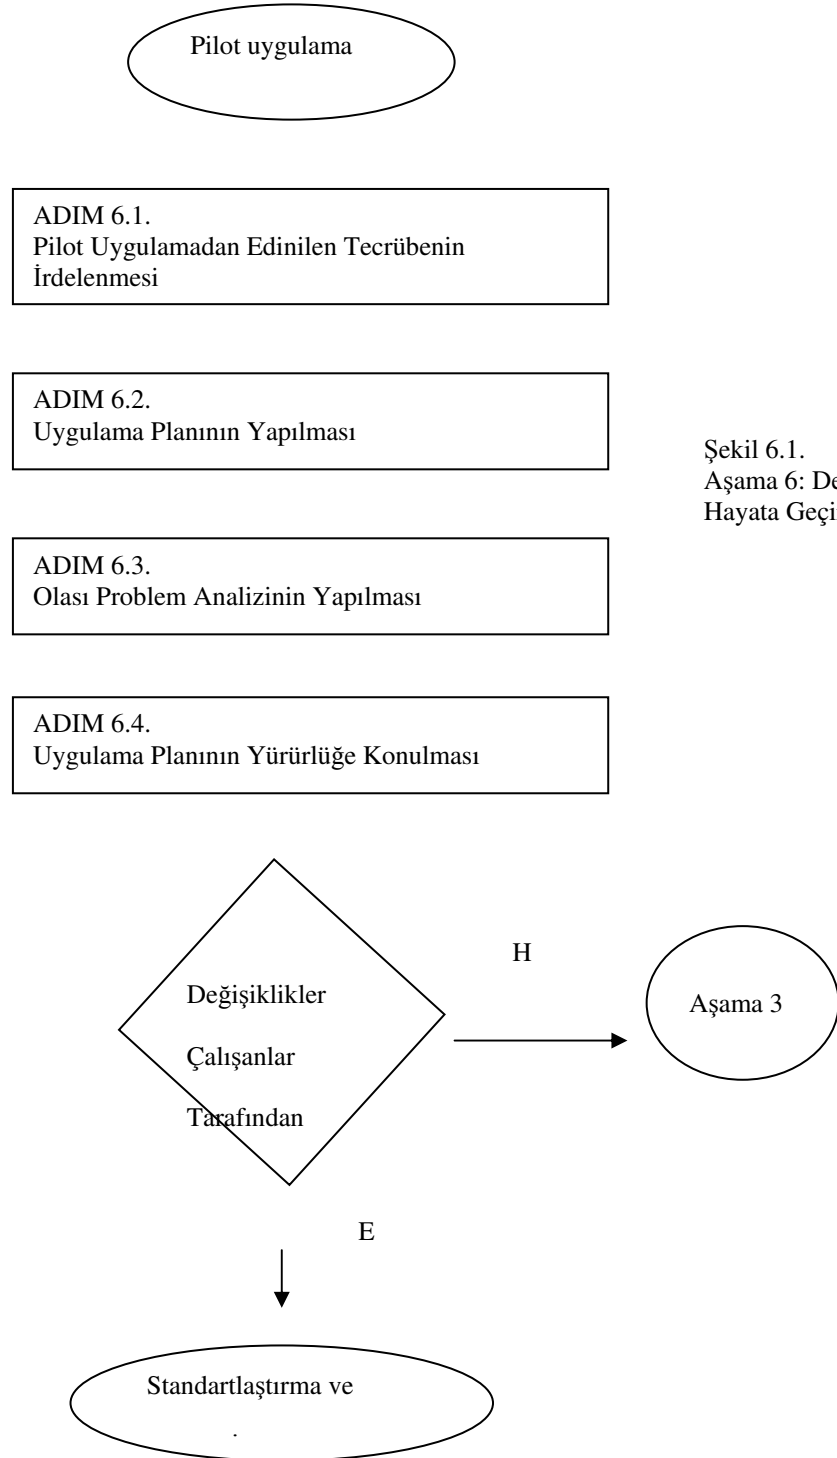 Pilot uygulama
ADIM 6.1.
Pilot Uygulamadan Edinilen Tecrübenin
İrdelenmesi
ADIM 6.2.
Uygulama Planının Yapılması
Şekil 6.1.
Aşama 6:
Hayata
ADIM 6.3.
Olası Problem Analizinin Yapılması
ADIM 6.4.
Uygulama Planının Yürürlüğe Konulması
H
Değişiklikler
Çalışanlar
Tarafından
Aşama 3
E
Standartlaştırma ve